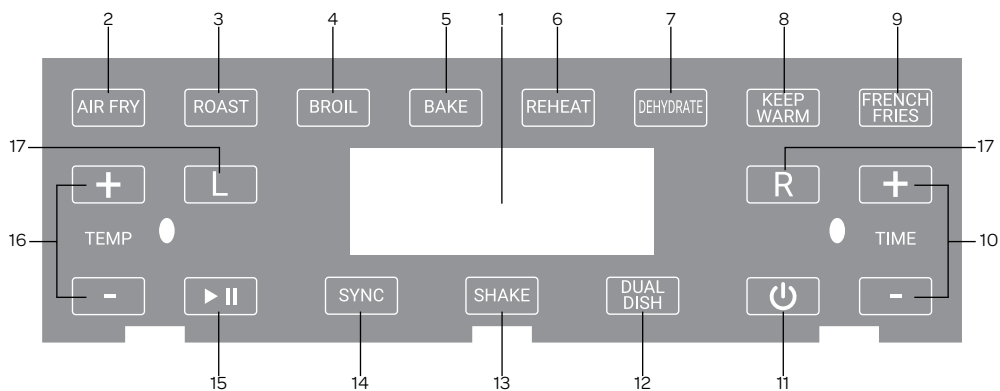 2 3 4 5 1 6 7 8 9
AIR FRY ROAST BROIL BAKE REHEAT DEHYDRATE KEEP WARM FRENCH FRIES
17 17
+ L R +
16 TEMP TIME 10
- SYNC SHAKE DUAL DISH -
15 14 13 12 11